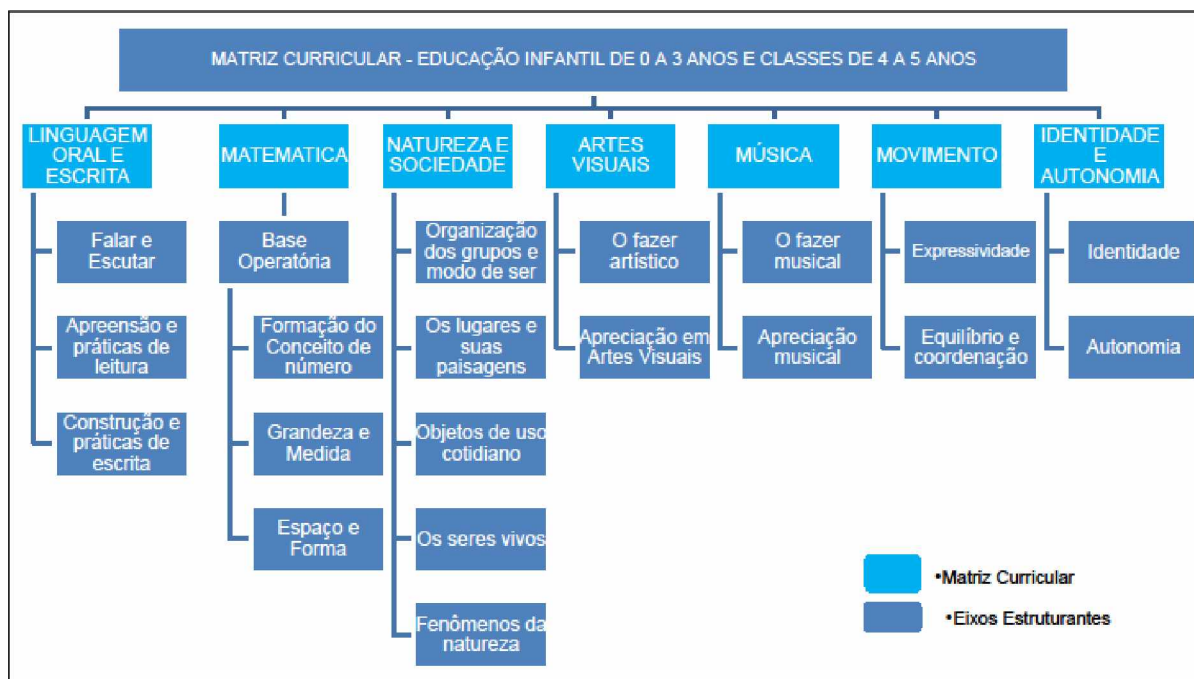 MATRIZ CURRICULAR - EDUCAÇÃO INFANTIL DE 0 A 3 ANOS E CLASSES DE 4 A 5 ANOS
LINGUAGEM
ORAL E
ESCRITA
Falar e
Escutar
Apreensão e
práticas de
leitura
Construção e
práticas de
escrita
MATEMATICA
Base
Operatória
Formação do
Conceito de
número
Grandeza e
Medida
Espaço e
Forma
NATUREZA E
SOCIEDADE
Organização
dos grupos e
modo de ser
Os lugares e
suas
paisagens
Objetos de uso
cotidiano
Os seres vivos
Fenômenos da
natureza
ARTES
VISUAIS
O fazer
artístico
Apreciação em
Artes Visuais
MÚSICA
O fazer
musical
Apreciação
musical
MOVIMENTO
Expressividade
Equilíbrio e
coordenação
IDENTIDADE
E
AUTONOMIA
Identidade
Autonomia
•Matriz Curricular
•Eixos Estruturantes